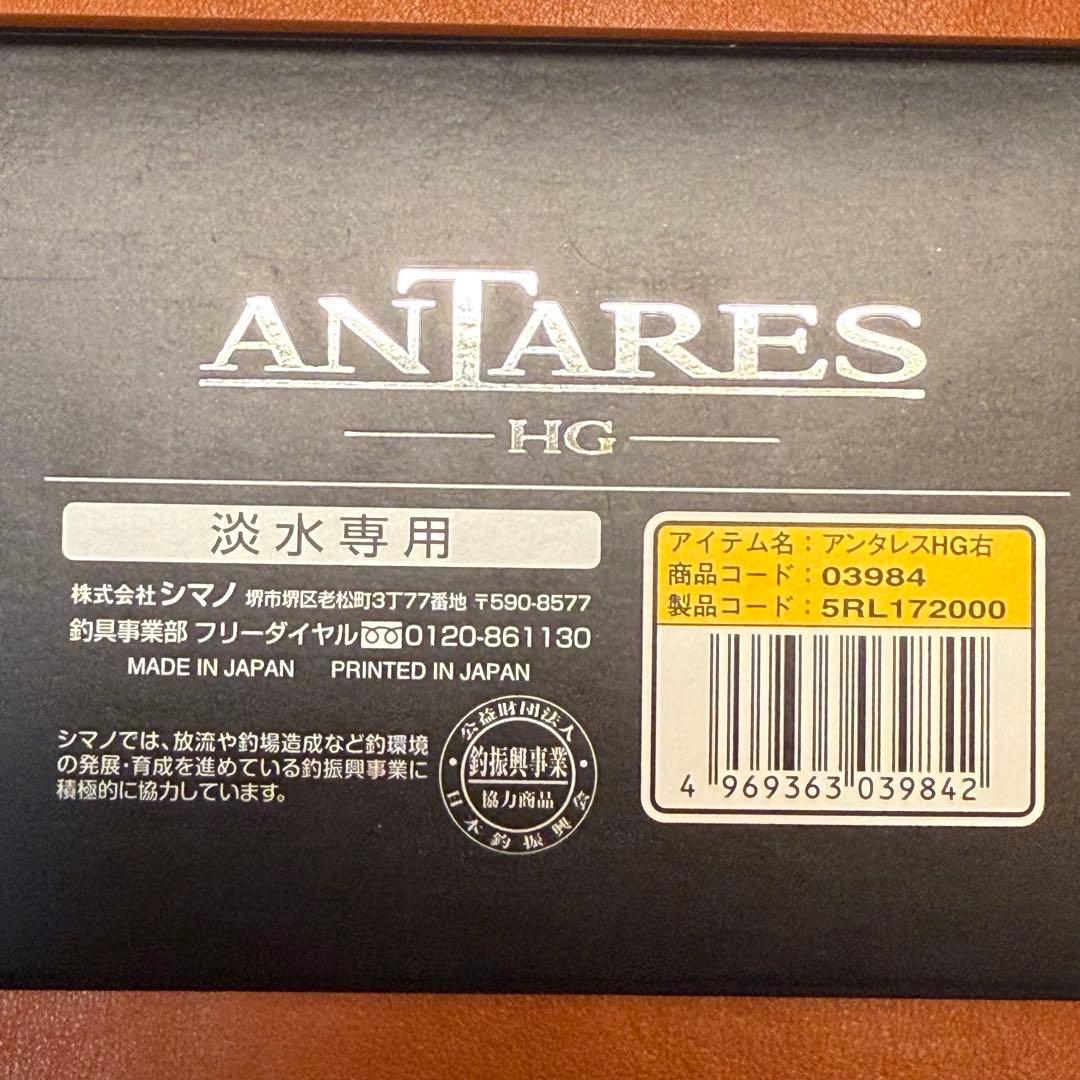 ANTARES
HG
淡水専用
株式会社シマノ 堺市堺区老松町3丁77番地 〒590-8577
釣具事業部 フリーダイヤル 0120-861130
MADE IN JAPAN PRINTED IN JAPAN
シマノでは、放流や釣場造成など釣環境
の発展・育成を進めている釣振興事業に
積極的に協力しています。
公益財団法人
・釣振興事業・
協力商品
日本釣振興会
アイテム名：アンタレスHG右
商品コード：03984
製品コード：5RL172000
4 969363 039842